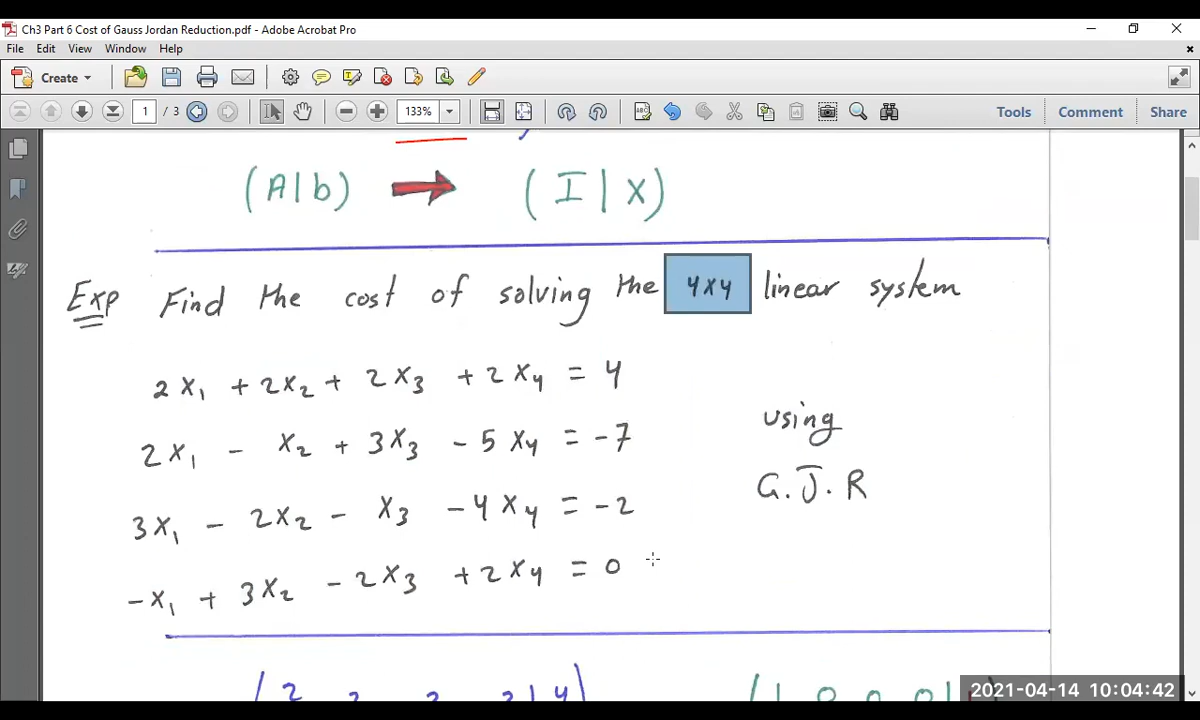 Ch3 Part 6 Cost of Gauss Jordan Reduction.pdf - Adobe Acrobat Pro
File Edit View Window Help
Create
1 / 3 133% Tools Comment Share
(A|b) (I|X)
Exp Find the cost of solving the 4x4 linear system
2x₁ + 2x₂ + 2x₃ + 2x₄ = 4
2x₁ - x₂ + 3x₃ - 5x₄ = -7
using
3x₁ - 2x₂ - x₃ - 4x₄ = -2
G.J.R
-x₁ + 3x₂ - 2x₃ + 2x₄ = 0
2021-04-14 10:04:42